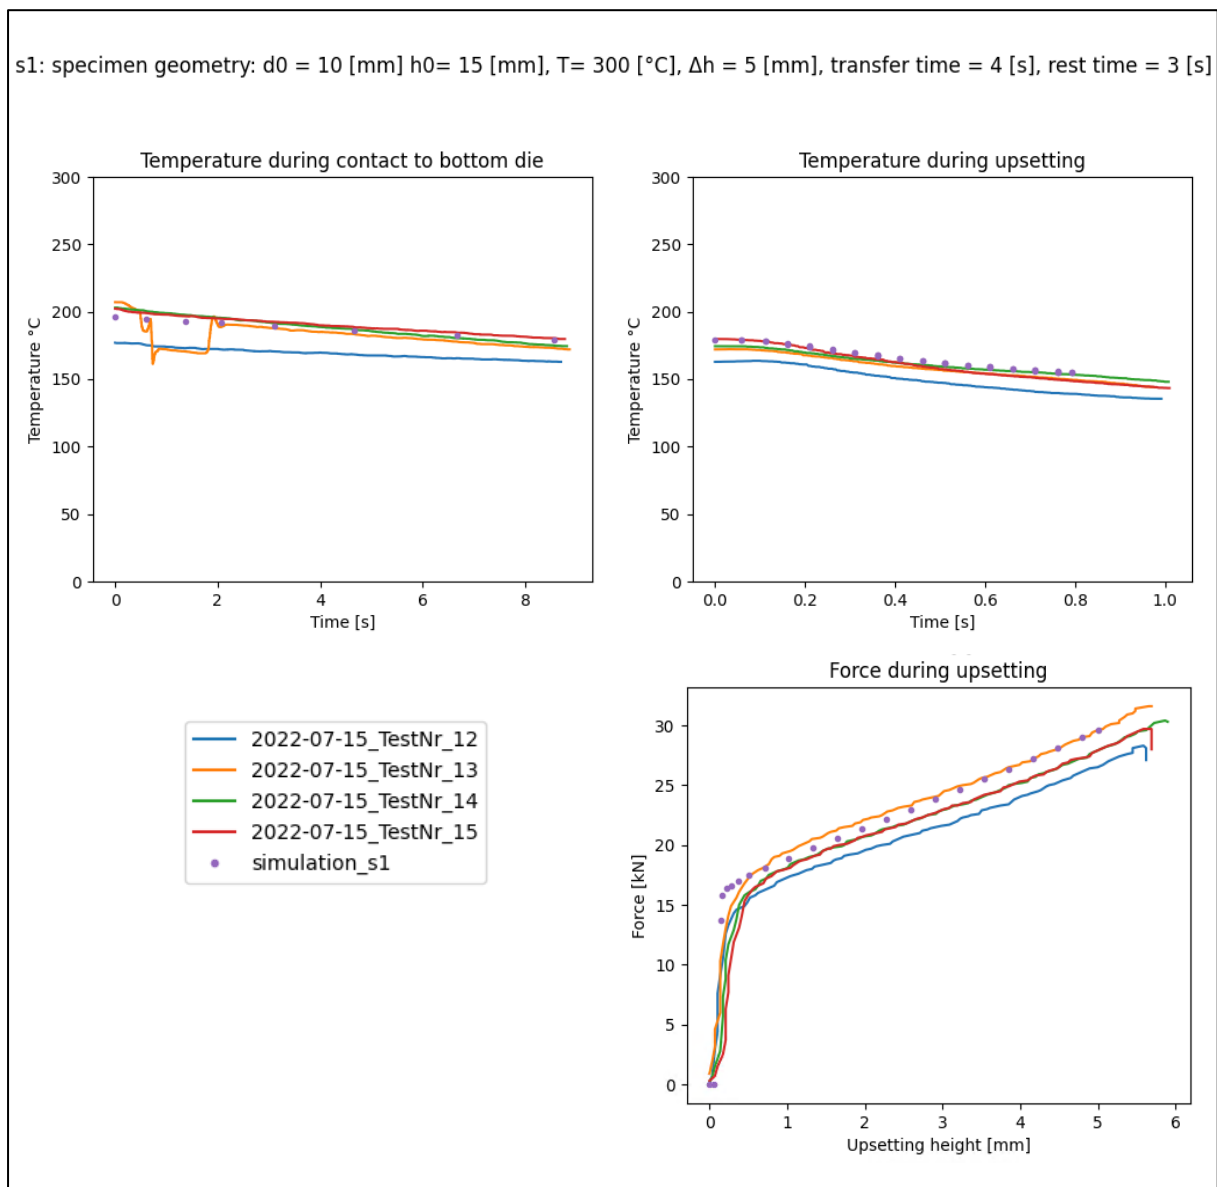 s1: specimen geometry: d0 = 10 [mm] h0= 15 [mm], T= 300 [°C], Δh = 5 [mm], transfer time = 4 [s], rest time = 3 [s]
Temperature during contact to bottom die
300
250
200
150
100
50
0
Temperature °C
0 2 4 6 8
Time [s]
Temperature during upsetting
300
250
200
150
100
50
0
Temperature °C
0.0 0.2 0.4 0.6 0.8 1.0
Time [s]
2022-07-15_TestNr_12
2022-07-15_TestNr_13
2022-07-15_TestNr_14
2022-07-15_TestNr_15
simulation_s1
Force during upsetting
30
25
20
15
10
5
0
Force [kN]
0 1 2 3 4 5 6
Upsetting height [mm]